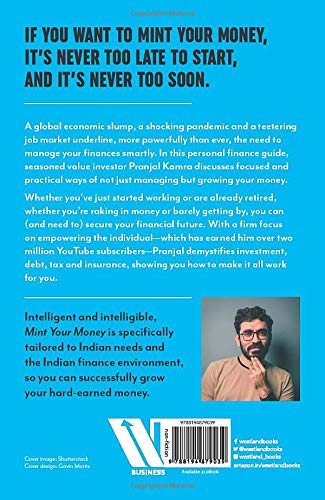 IF YOU WANT TO MINT YOUR MONEY,
IT'S NEVER TOO LATE TO START,
AND IT'S NEVER TOO SOON.
A global economic slump, a shocking pandemic and a teetering
job market underline, more powerfully than ever, the need to
manage your finances smartly. In this personal finance guide,
seasoned value investor Pranjal Kamra discusses focused and
practical ways of not just managing but growing your money.
Whether you've just started working or are already retired,
whether you're raking in money or barely getting by, you can
(and need to) secure your financial future. With a firm focus
on empowering the individual—which has earned him over two
million YouTube subscribers—Pranjal demystifies investment,
debt, tax and insurance, showing you how to make it all work
for you.
Intelligent and intelligible,
Mint Your Money is specifically
tailored to Indian needs and
the Indian finance environment,
so you can successfully grow
your hard-earned money.
Cover image: Shutterstock
Cover design: Gavin Morris
W
BUSINESS
non-fiction
9788194879039
Available as eBook
westlandbooks
@westlandbooks
westland_books
amazon.in/westlandbooks